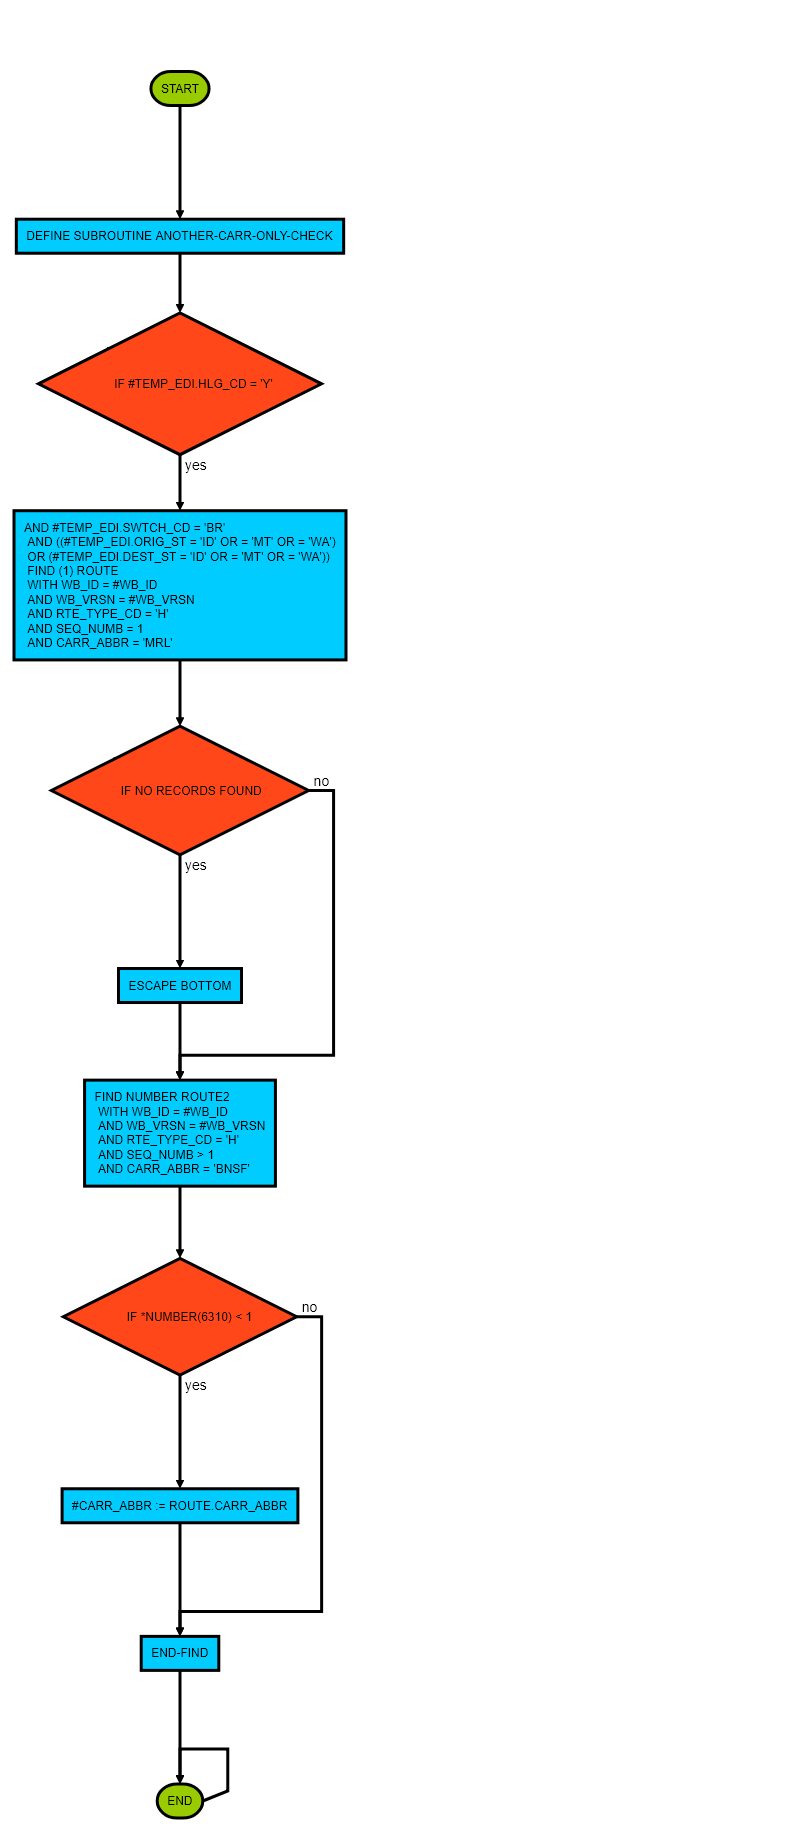 START
DEFINE SUBROUTINE ANOTHER-CARR-ONLY-CHECK
IF #TEMP_EDI.HLG_CD = 'Y'
yes
AND #TEMP_EDI.SWTCH_CD = 'BR'
AND ((#TEMP_EDI.ORIG_ST = 'ID' OR = 'MT' OR = 'WA')
OR (#TEMP_EDI.DEST_ST = 'ID' OR = 'MT' OR = 'WA'))
FIND (1) ROUTE
WITH WB_ID = #WB_ID
AND WB_VRSN = #WB_VRSN
AND RTE_TYPE_CD = 'H'
AND SEQ_NUMB = 1
AND CARR_ABBR = 'MRL'
IF NO RECORDS FOUND
no
yes
ESCAPE BOTTOM
FIND NUMBER ROUTE2
WITH WB_ID = #WB_ID
AND WB_VRSN = #WB_VRSN
AND RTE_TYPE_CD = 'H'
AND SEQ_NUMB > 1
AND CARR_ABBR = 'BNSF'
IF *NUMBER(6310) < 1
no
yes
#CARR_ABBR := ROUTE.CARR_ABBR
END-FIND
END